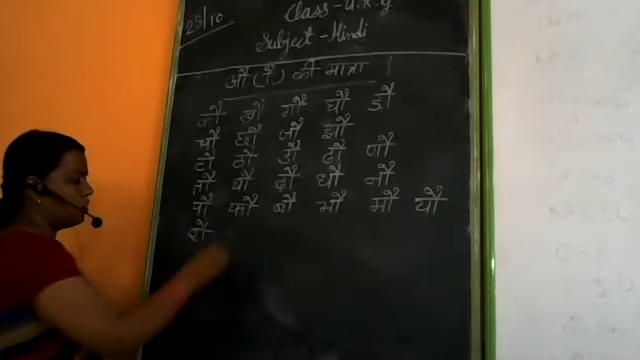 25/10
Class - U.K.g
Subject - Hindi
औ (ौ) की मात्रा
कौ खौ गौ घौ ङौ
चौ छौ जौ झौ
टौ ठौ डौ ढौ णौ
तौ थौ दौ धौ नौ
पौ फौ बौ भौ मौ यौ
रौ